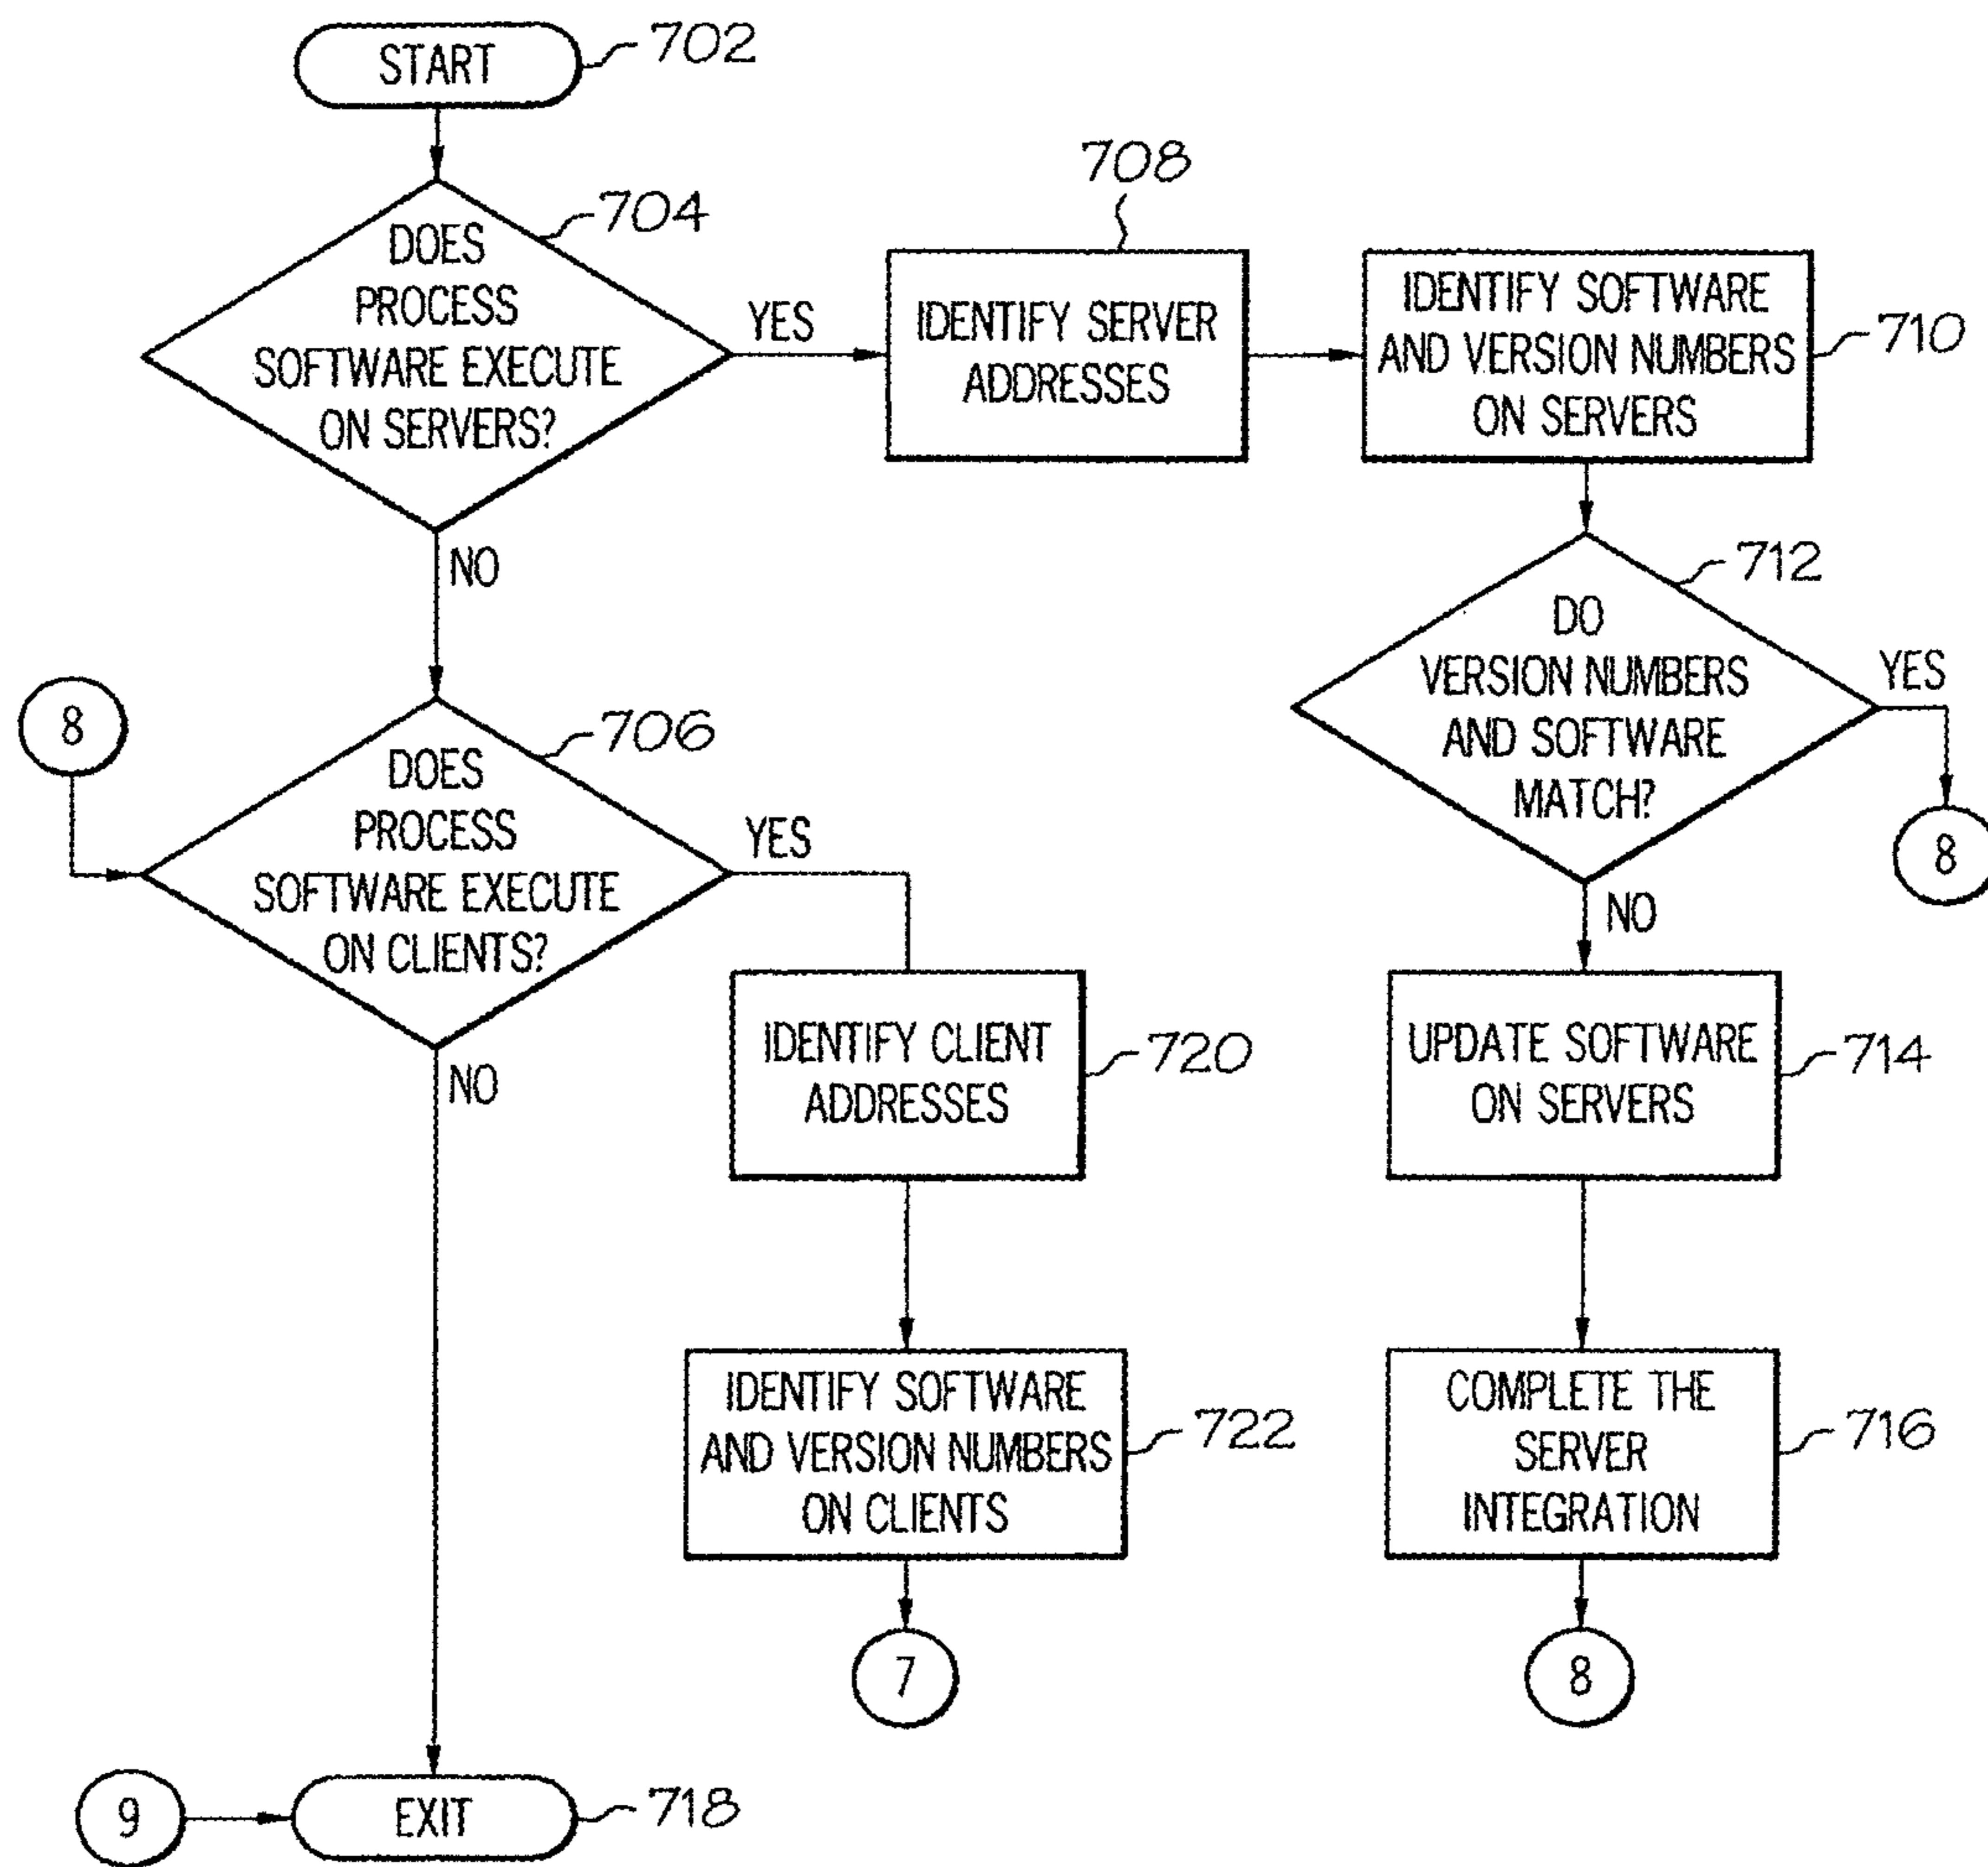 START
702
DOES
PROCESS
SOFTWARE EXECUTE
ON SERVERS?
704
YES
NO
708
IDENTIFY SERVER
ADDRESSES
IDENTIFY SOFTWARE
AND VERSION NUMBERS
ON SERVERS
710
712
DO
VERSION NUMBERS
AND SOFTWARE
MATCH?
YES
8
NO
8
706
DOES
PROCESS
SOFTWARE EXECUTE
ON CLIENTS?
YES
NO
IDENTIFY CLIENT
ADDRESSES
720
UPDATE SOFTWARE
ON SERVERS
714
IDENTIFY SOFTWARE
AND VERSION NUMBERS
ON CLIENTS
722
COMPLETE THE
SERVER
INTEGRATION
716
7
8
9
EXIT
718